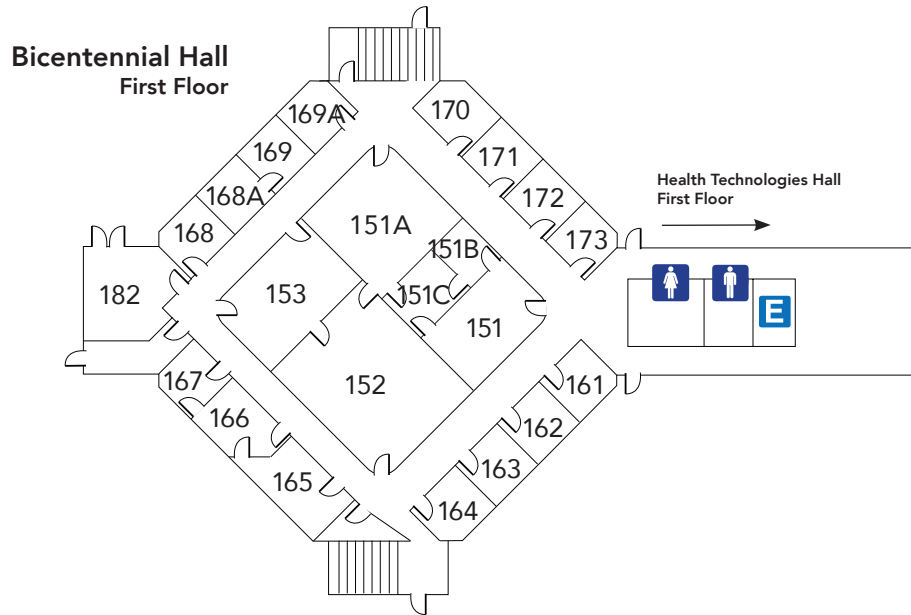 Bicentennial Hall
First Floor
169A
170
169
171
168A
172
Health Technologies Hall
First Floor
168
151A
151B
173
182
153
151C
151
E
167
152
161
166
162
165
163
164